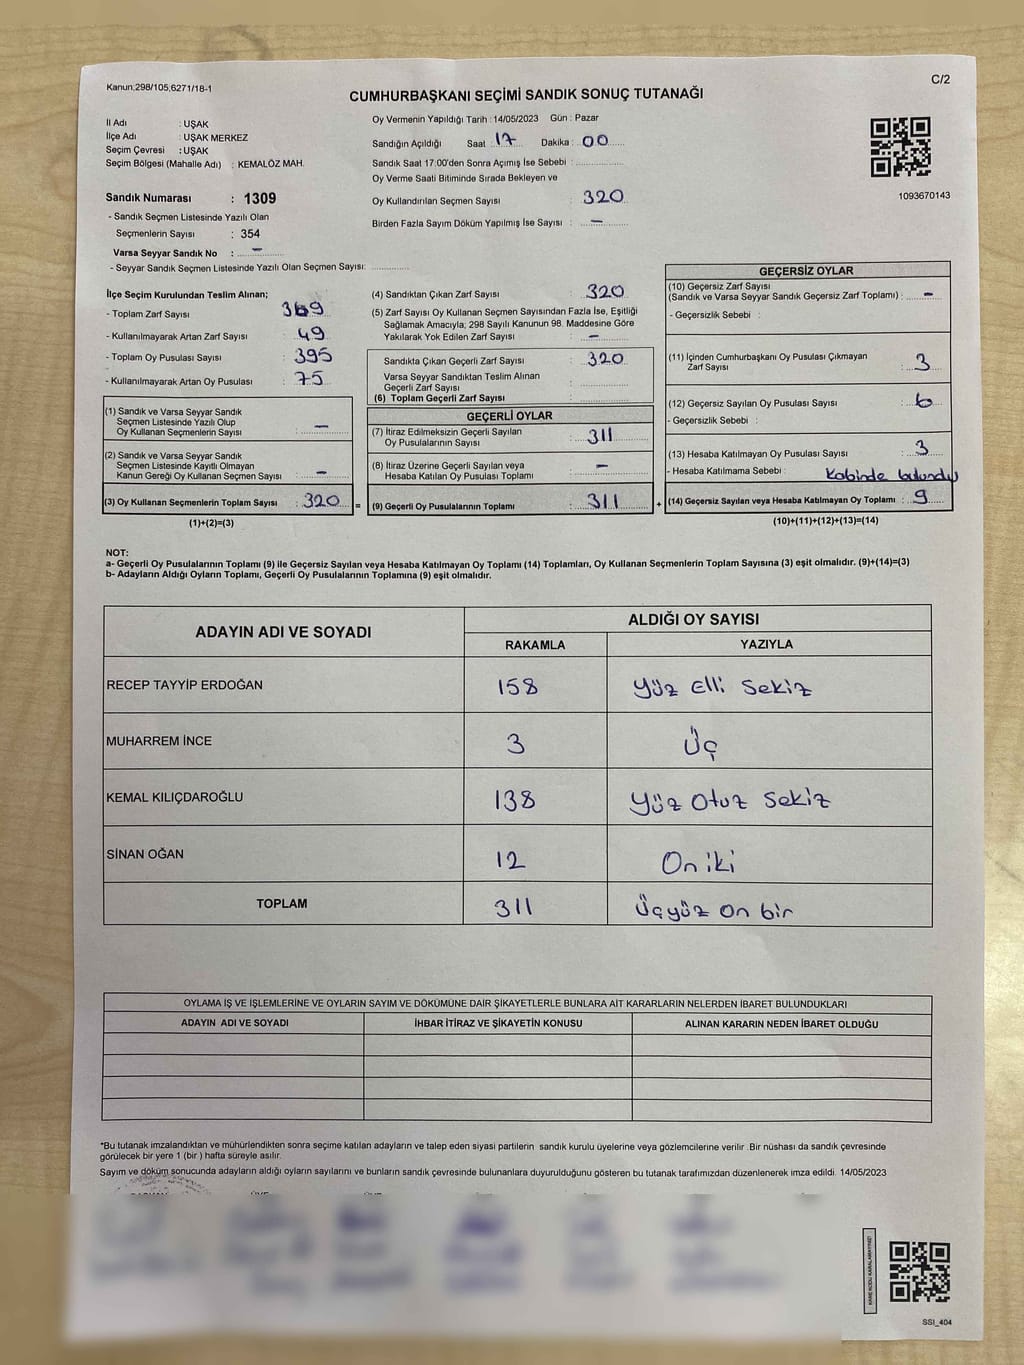 Kanun:298/105,6271/18-1
C/2
CUMHURBAŞKANI SEÇİMİ SANDIK SONUÇ TUTANAĞI
İl Adı : UŞAK
İlçe Adı : UŞAK MERKEZ
Seçim Çevresi : UŞAK
Seçim Bölgesi (Mahalle Adı) : KEMALÖZ MAH.
Sandık Numarası : 1309
- Sandık Seçmen Listesinde Yazılı Olan
Seçmenlerin Sayısı : 354
Varsa Seyyar Sandık No : –
- Seyyar Sandık Seçmen Listesinde Yazılı Olan Seçmen Sayısı:
Oy Vermenin Yapıldığı Tarih : 14/05/2023 Gün : Pazar
Sandığın Açıldığı Saat : 17 Dakika : 00
Sandık Saat 17:00'den Sonra Açımış İse Sebebi :
Oy Verme Saati Bitiminde Sırada Bekleyen ve
Oy Kullandırılan Seçmen Sayısı 320
Birden Fazla Sayım Döküm Yapılmış İse Sayısı : –
1093670143
İlçe Seçim Kurulundan Teslim Alınan;
- Toplam Zarf Sayısı : 369
- Kullanılmayarak Artan Zarf Sayısı : 49
- Toplam Oy Pusulası Sayısı : 395
- Kullanılmayarak Artan Oy Pusulası : 75
(1) Sandık ve Varsa Seyyar Sandık
Seçmen Listesinde Yazılı Olup
Oy Kullanan Seçmenlerin Sayısı : –
(2) Sandık ve Varsa Seyyar Sandık
Seçmen Listesinde Kayıtlı Olmayan
Kanun Gereği Oy Kullanan Seçmen Sayısı : –
(3) Oy Kullanan Seçmenlerin Toplam Sayısı : 320 =
(1)+(2)=(3)
(4) Sandıktan Çıkan Zarf Sayısı : 320
(5) Zarf Sayısı Oy Kullanan Seçmen Sayısından Fazla İse, Eşitliği
Sağlamak Amacıyla; 298 Sayılı Kanunun 98. Maddesine Göre
Yakılarak Yok Edilen Zarf Sayısı : –
Sandıkta Çıkan Geçerli Zarf Sayısı : 320
Varsa Seyyar Sandıktan Teslim Alınan
Geçerli Zarf Sayısı :
(6) Toplam Geçerli Zarf Sayısı :
GEÇERLİ OYLAR
(7) İtiraz Edilmeksizin Geçerli Sayılan
Oy Pusulalarının Sayısı : 311
(8) İtiraz Üzerine Geçerli Sayılan veya
Hesaba Katılan Oy Pusulası Toplamı : –
(9) Geçerli Oy Pusulalarının Toplamı : 311 +
GEÇERSİZ OYLAR
(10) Geçersiz Zarf Sayısı
(Sandık ve Varsa Seyyar Sandık Geçersiz Zarf Toplamı) : –
- Geçersizlik Sebebi :
(11) İçinden Cumhurbaşkanı Oy Pusulası Çıkmayan
Zarf Sayısı : 3
(12) Geçersiz Sayılan Oy Pusulası Sayısı : 6
- Geçersizlik Sebebi :
(13) Hesaba Katılmayan Oy Pusulası Sayısı : 3
- Hesaba Katılmama Sebebi : Kabinde bulundu
(14) Geçersiz Sayılan veya Hesaba Katılmayan Oy Toplamı : 9
(10)+(11)+(12)+(13)=(14)
NOT:
a- Geçerli Oy Pusulalarının Toplamı (9) ile Geçersiz Sayılan veya Hesaba Katılmayan Oy Toplamı (14) Toplamları, Oy Kullanan Seçmenlerin Toplam Sayısına (3) eşit olmalıdır. (9)+(14)=(3)
b- Adayların Aldığı Oyların Toplamı, Geçerli Oy Pusulalarının Toplamına (9) eşit olmalıdır.
ADAYIN ADI VE SOYADI ALDIĞI OY SAYISI
RAKAMLA YAZIYLA
RECEP TAYYİP ERDOĞAN 158 Yüz Elli Sekiz
MUHARREM İNCE 3 Üç
KEMAL KILIÇDAROĞLU 138 Yüz Otuz Sekiz
SİNAN OĞAN 12 On iki
TOPLAM 311 Üçyüz On bir
OYLAMA İŞ VE İŞLEMLERİNE VE OYLARIN SAYIM VE DÖKÜMÜNE DAİR ŞİKAYETLERLE BUNLARA AİT KARARLARIN NELERDEN İBARET BULUNDUKLARI
ADAYIN ADI VE SOYADI İHBAR İTİRAZ VE ŞİKAYETİN KONUSU ALINAN KARARIN NEDEN İBARET OLDUĞU
*Bu tutanak imzalandıktan ve mühürlendikten sonra seçime katılan adayların ve talep eden siyasi partilerin sandık kurulu üyelerine veya gözlemcilerine verilir .Bir nüshası da sandık çevresinde
görülecek bir yere 1 (bir ) hafta süreyle asılır.
Sayım ve döküm sonucunda adayların aldığı oyların sayılarını ve bunların sandık çevresinde bulunanlara duyurulduğunu gösteren bu tutanak tarafımızdan düzenlenerek imza edildi. 14/05/2023
KARE KODU KARALAMAYINIZ!
SSI_404